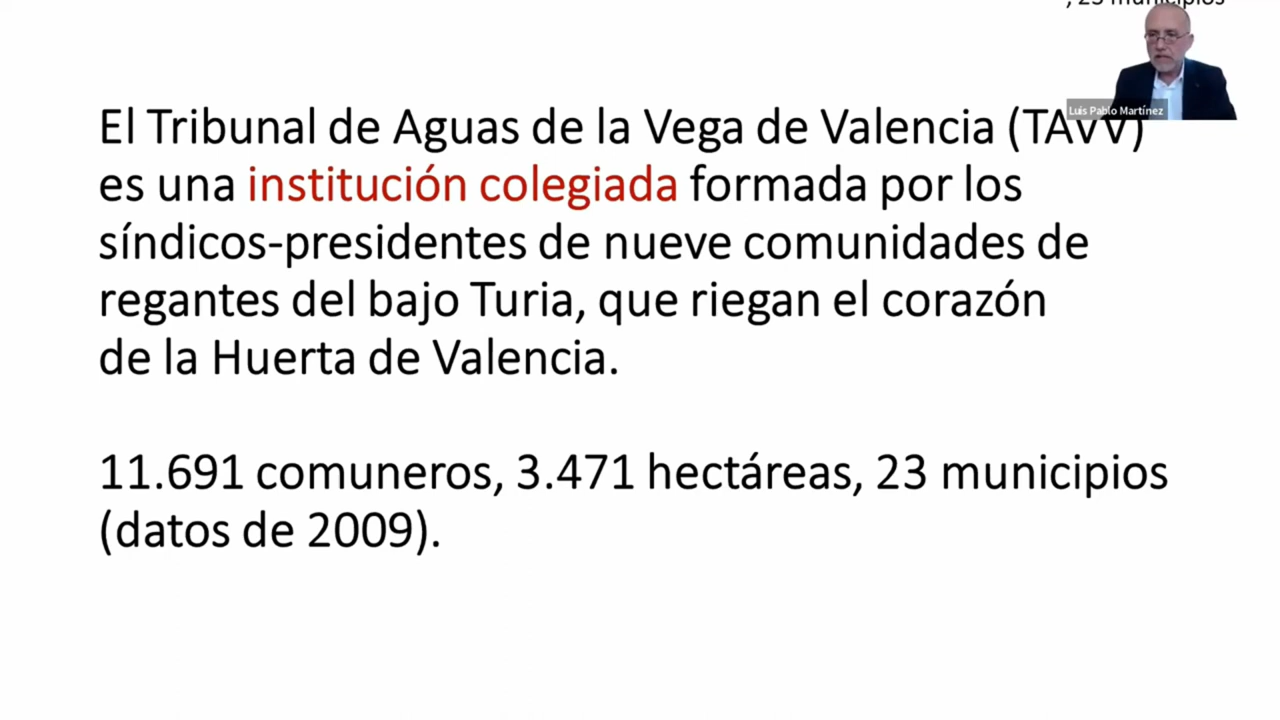 , 23 municipios
Luis Pablo Martínez
El Tribunal de Aguas de la Vega de Valencia (TAVV)
es una institución colegiada formada por los
síndicos-presidentes de nueve comunidades de
regantes del bajo Turia, que riegan el corazón
de la Huerta de Valencia.
11.691 comuneros, 3.471 hectáreas, 23 municipios
(datos de 2009).